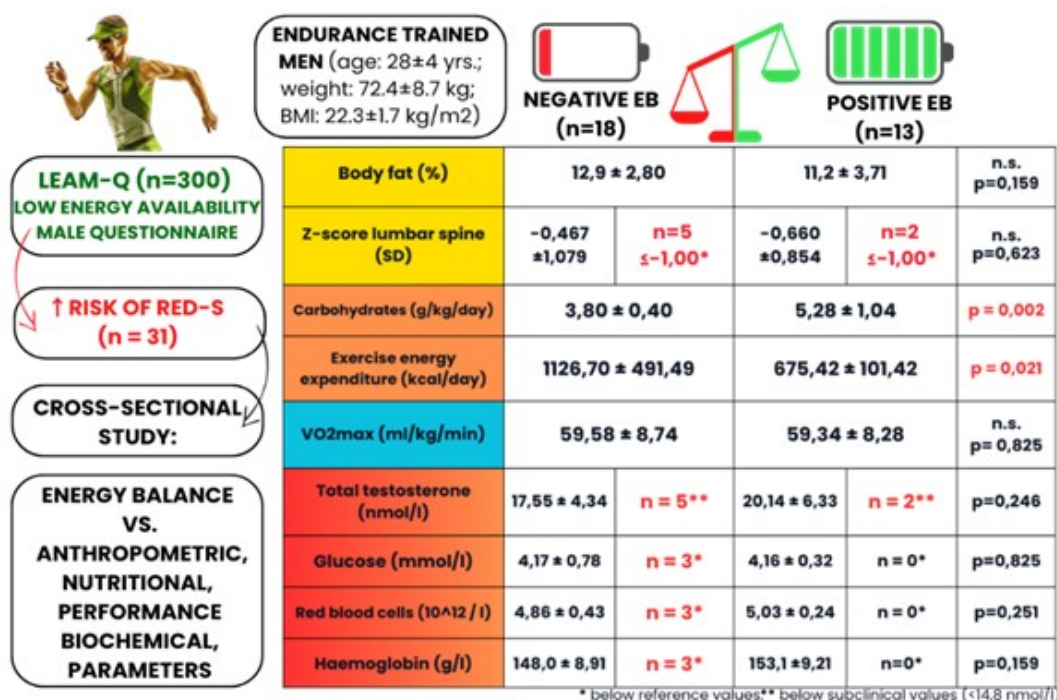 ENDURANCE TRAINED
MEN (age: 28±4 yrs.;
weight: 72.4±8.7 kg;
BMI: 22.3±1.7 kg/m2)
NEGATIVE EB
(n=18)
POSITIVE EB
(n=13)
LEAM-Q (n=300)
LOW ENERGY AVAILABILITY
MALE QUESTIONNAIRE
↑ RISK OF RED-S
(n = 31)
CROSS-SECTIONAL
STUDY:
ENERGY BALANCE
VS.
ANTHROPOMETRIC,
NUTRITIONAL,
PERFORMANCE
BIOCHEMICAL,
PARAMETERS
Body fat (%)
12,9 ± 2,80
11,2 ± 3,71
n.s.
p=0,159
Z-score lumbar spine
(SD)
-0,467
±1,079
n=5
≤-1,00*
-0,660
±0,854
n=2
≤-1,00*
n.s.
p=0,623
Carbohydrates (g/kg/day)
3,80 ± 0,40
5,28 ± 1,04
p = 0,002
Exercise energy
expenditure (kcal/day)
1126,70 ± 491,49
675,42 ± 101,42
p = 0,021
VO2max (ml/kg/min)
59,58 ± 8,74
59,34 ± 8,28
n.s.
p= 0,825
Total testosterone
(nmol/l)
17,55 ± 4,34
n = 5**
20,14 ± 6,33
n = 2**
p=0,246
Glucose (mmol/l)
4,17 ± 0,78
n = 3*
4,16 ± 0,32
n = 0*
p=0,825
Red blood cells (10^12 / l)
4,86 ± 0,43
n = 3*
5,03 ± 0,24
n = 0*
p=0,251
Haemoglobin (g/l)
148,0 ± 8,91
n = 3*
153,1 ±9,21
n=0*
p=0,159
* below reference values;** below subclinical values (<14.8 nmol/l)